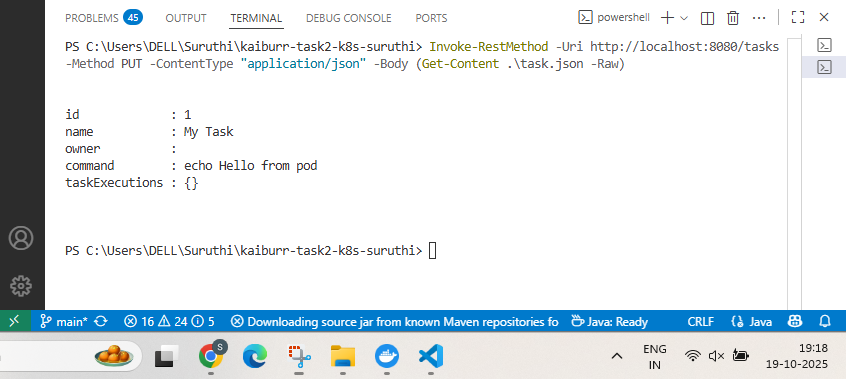 PROBLEMS 45 OUTPUT TERMINAL DEBUG CONSOLE PORTS powershell
PS C:\Users\DELL\Suruthi\kaiburr-task2-k8s-suruthi> Invoke-RestMethod -Uri http://localhost:8080/tasks
-Method PUT -ContentType "application/json" -Body (Get-Content .\task.json -Raw)
id : 1
name : My Task
owner :
command : echo Hello from pod
taskExecutions : {}
PS C:\Users\DELL\Suruthi\kaiburr-task2-k8s-suruthi>
main* 16 24 5 Downloading source jar from known Maven repositories fo Java: Ready CRLF Java
S
ENG
IN
19:18
19-10-2025